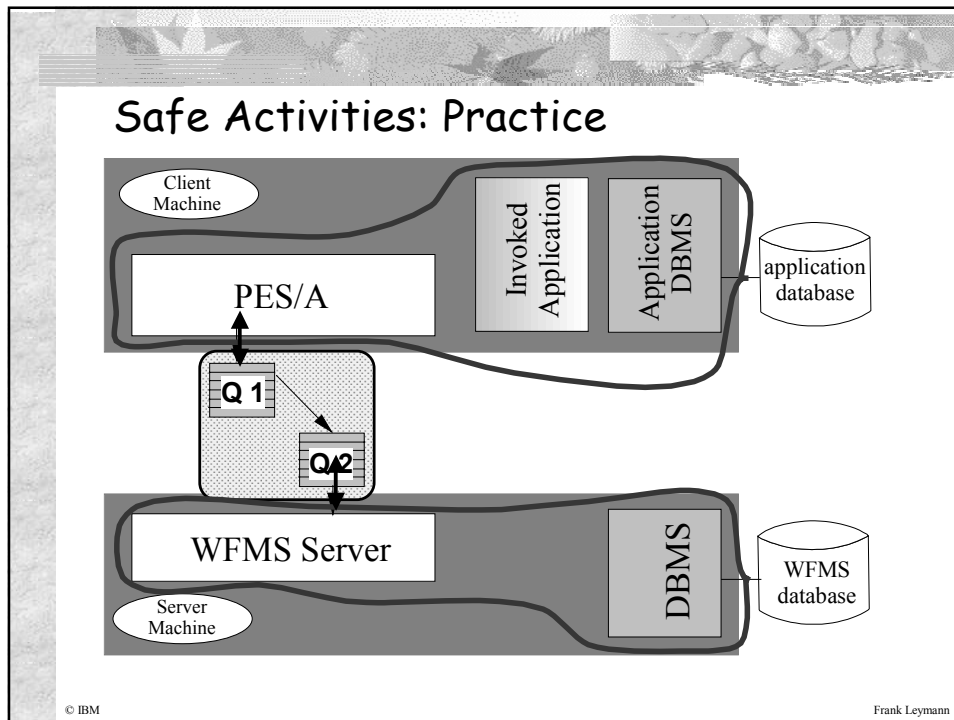 Safe Activities: Practice
Client
Machine
Invoked
Application
Application
DBMS
application
database
PES/A
Q 1
Q 2
WFMS Server
DBMS
WFMS
database
Server
Machine
© IBM
Frank Leymann